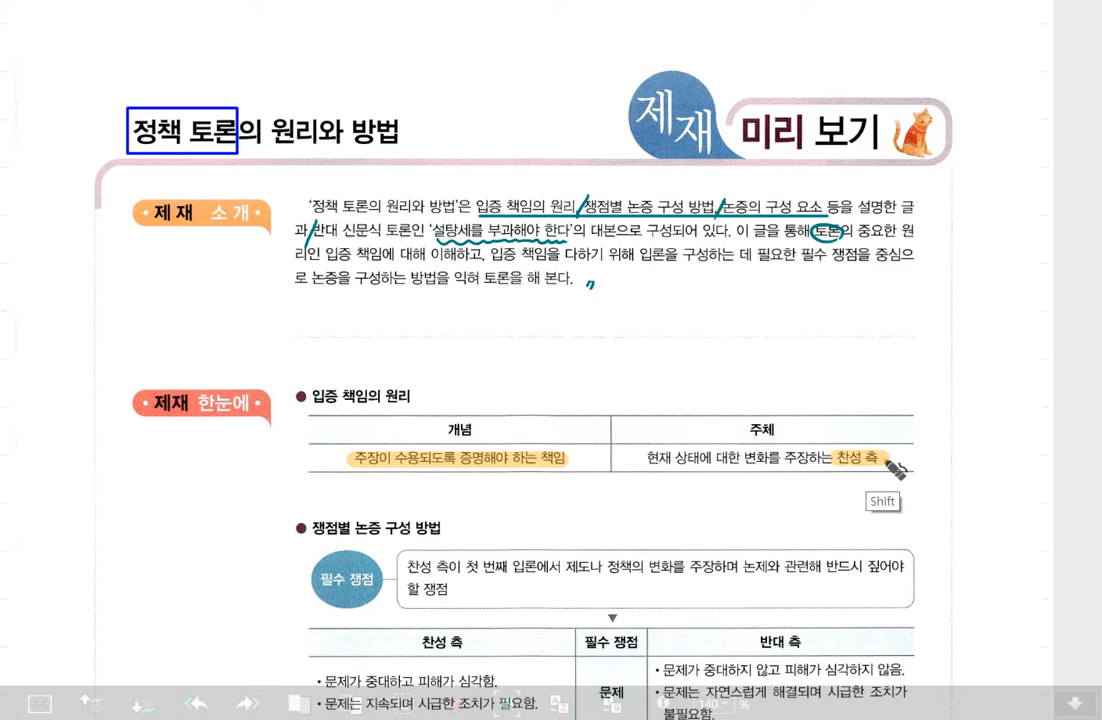 정책 토론의 원리와 방법
제재
미리 보기
• 제재 소개 •
‘정책 토론의 원리와 방법’은 입증 책임의 원리, 쟁점별 논증 구성 방법, 논증의 구성 요소 등을 설명한 글
과 반대 신문식 토론인 ‘설탕세를 부과해야 한다’의 대본으로 구성되어 있다. 이 글을 통해 토론의 중요한 원
리인 입증 책임에 대해 이해하고, 입증 책임을 다하기 위해 입론을 구성하는 데 필요한 필수 쟁점을 중심으
로 논증을 구성하는 방법을 익혀 토론을 해 본다.
• 제재 한눈에 •
● 입증 책임의 원리
개념 주체
주장이 수용되도록 증명해야 하는 책임 현재 상태에 대한 변화를 주장하는 찬성 측
Shift
● 쟁점별 논증 구성 방법
필수 쟁점
찬성 측이 첫 번째 입론에서 제도나 정책의 변화를 주장하며 논제와 관련해 반드시 짚어야
할 쟁점
▼
찬성 측 필수 쟁점 반대 측
• 문제가 중대하고 피해가 심각함.
• 문제는 지속되며 시급한 조치가 필요함.
문제
• 문제가 중대하지 않고 피해가 심각하지 않음.
• 문제는 자연스럽게 해결되며 시급한 조치가
불필요함.
140 %